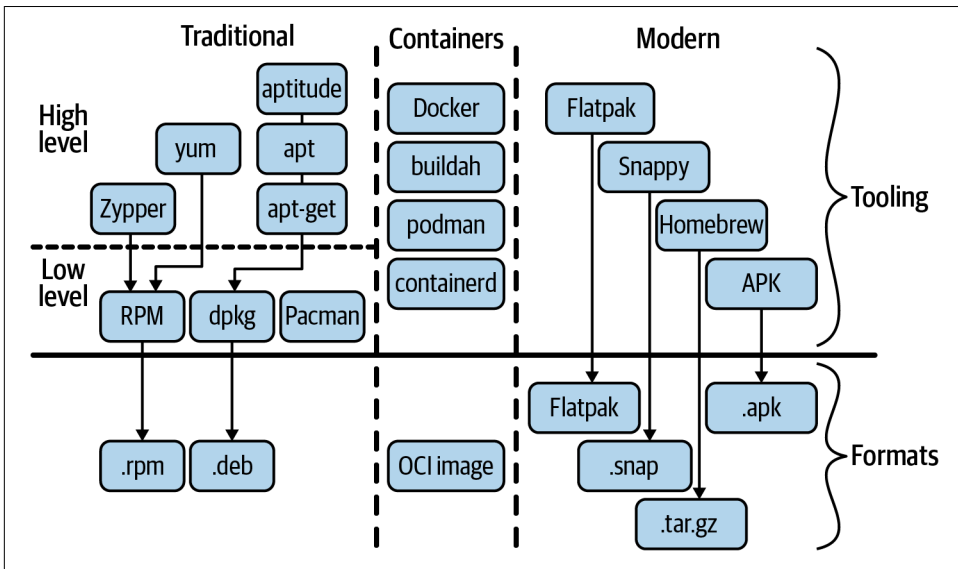 Traditional
Containers
Modern
High
level
aptitude
yum
apt
Zypper
apt-get
Low
level
RPM
dpkg
Pacman
.rpm
.deb
Docker
buildah
podman
containerd
OCI image
Flatpak
Snappy
Homebrew
APK
Flatpak
.apk
.snap
.tar.gz
Tooling
Formats